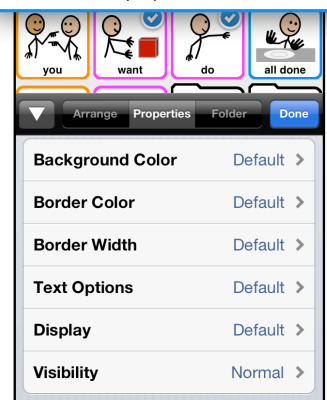 you want do all done
Arrange Properties Folder Done
Background Color Default
Border Color Default
Border Width Default
Text Options Default
Display Default
Visibility Normal